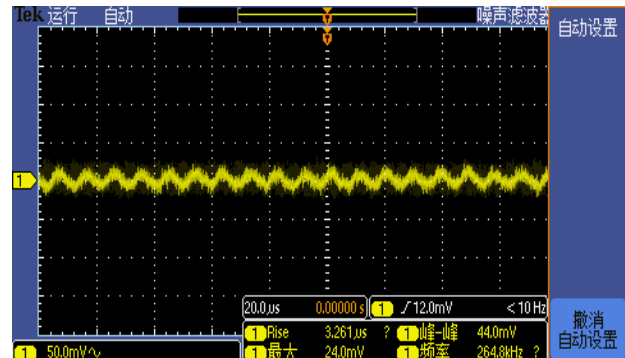 Tek 运行 自动 噪声滤波器
自动设置
1
20.0µs 0.00000 s 1 12.0mV < 10 Hz
1 Rise 3.261µs ? 1 峰-峰 44.0mV
1 50.0mV 1 最大 24.0mV 1 频率 264.8kHz ?
撤消
自动设置